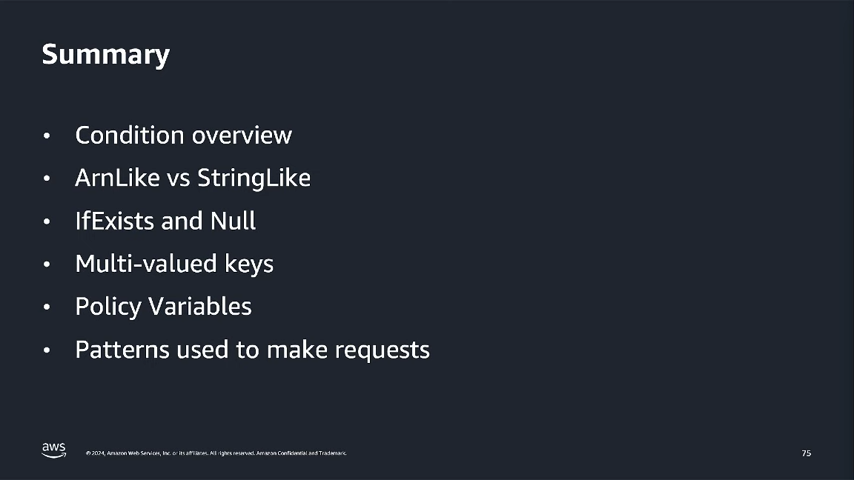 Summary
• Condition overview
• ArnLike vs StringLike
• IfExists and Null
• Multi-valued keys
• Policy Variables
• Patterns used to make requests
aws
© 2024, Amazon Web Services, Inc. or its affiliates. All rights reserved. Amazon Confidential and Trademark.
75